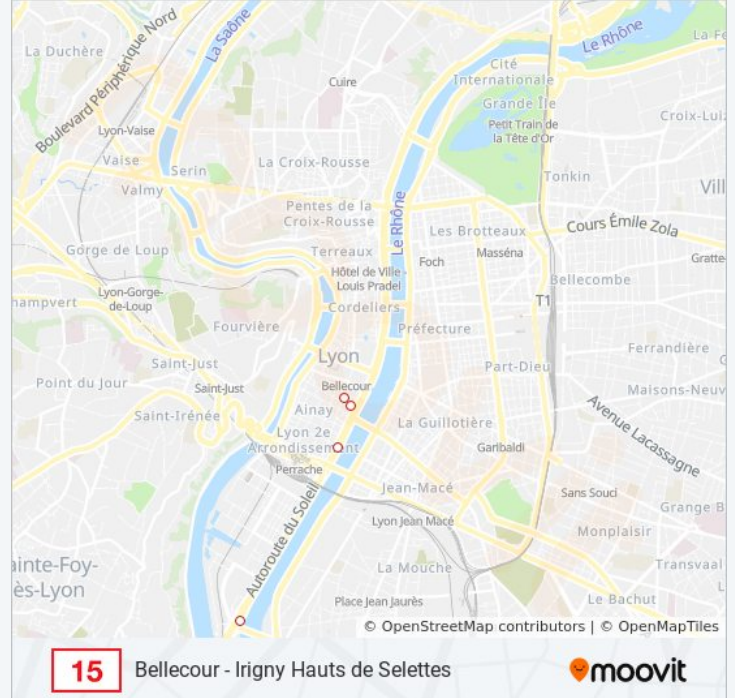 La Duchère
Boulevard Périphérique Nord
La Saône
Le Rhône
Cité
Internationale
Cuire
Grande Île
Petit Train de
la Tête d'Or
Croix-Luiz
Lyon-Vaise
Vaise
Serin
La Croix-Rousse
Tonkin
Valmy
Vill
Pentes de la
Croix-Rousse
Le Rhône
Les Brotteaux
Cours Émile Zola
Gorge de Loup
Terreaux
Masséna
Foch
Gratte-
Hôtel de Ville
Louis Pradel
Bellecombe
Lyon-Gorge-
de-Loup
hampvert
T1
Cordeliers
Fourvière
Préfecture
Ferrandière
Lyon
Saint-Just
Part-Dieu
Point du Jour
Saint-Just
Bellecour
Maisons-Neuv
Ainay
Saint-Irénée
La Guillotière
Avenue Lacassagne
Lyon 2e
Arrondissement
Garibaldi
Perrache
Jean-Macé
Sans Souci
Autoroute du Soleil
Grange B
Lyon Jean Macé
Monplaisir
ainte-Foy-
ès-Lyon
La Mouche
Transvaal
Place Jean Jaurès
Le Bachut
© OpenStreetMap contributors | © OpenMapTiles
15 Bellecour - Irigny Hauts de Selettes
moovit